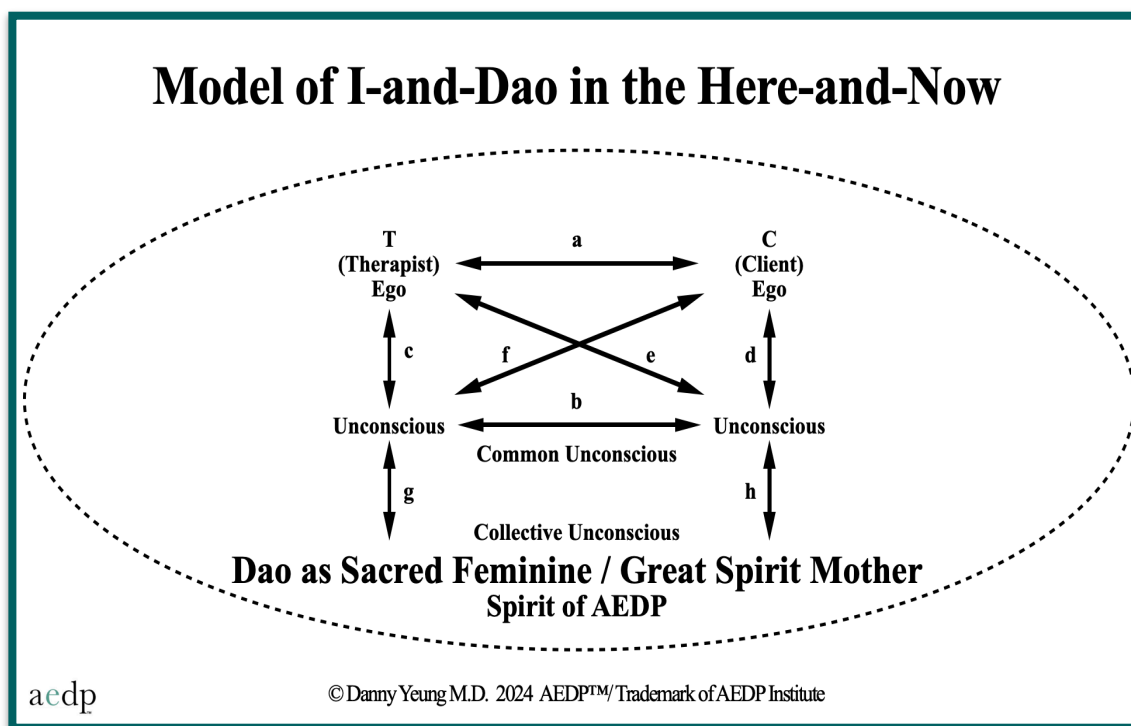 Model of I-and-Dao in the Here-and-Now
T
(Therapist)
Ego
a
C
(Client)
Ego
c
f
e
d
b
Unconscious
Unconscious
Common Unconscious
g
h
Collective Unconscious
Dao as Sacred Feminine / Great Spirit Mother
Spirit of AEDP
aedp
© Danny Yeung M.D. 2024 AEDP™/ Trademark of AEDP Institute